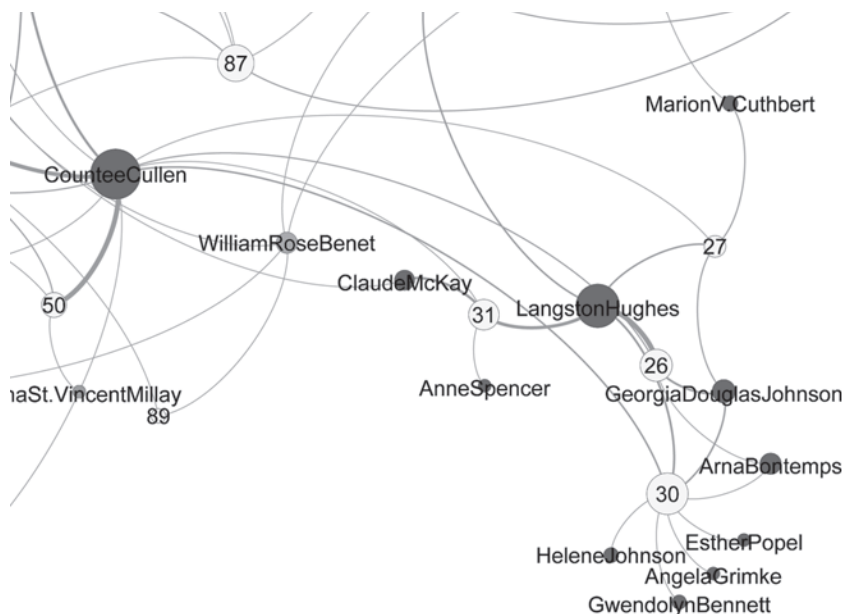 87
MarionV.Cuthbert
CounteeCullen
WilliamRoseBenet
27
ClaudeMcKay
50
LangstonHughes
31
26
AnneSpencer
naSt.VincentMillay
GeorgiaDouglasJohnson
89
ArnaBontemps
30
EstherPopel
HeleneJohnson
AngelaGrimke
GwendolynBennett